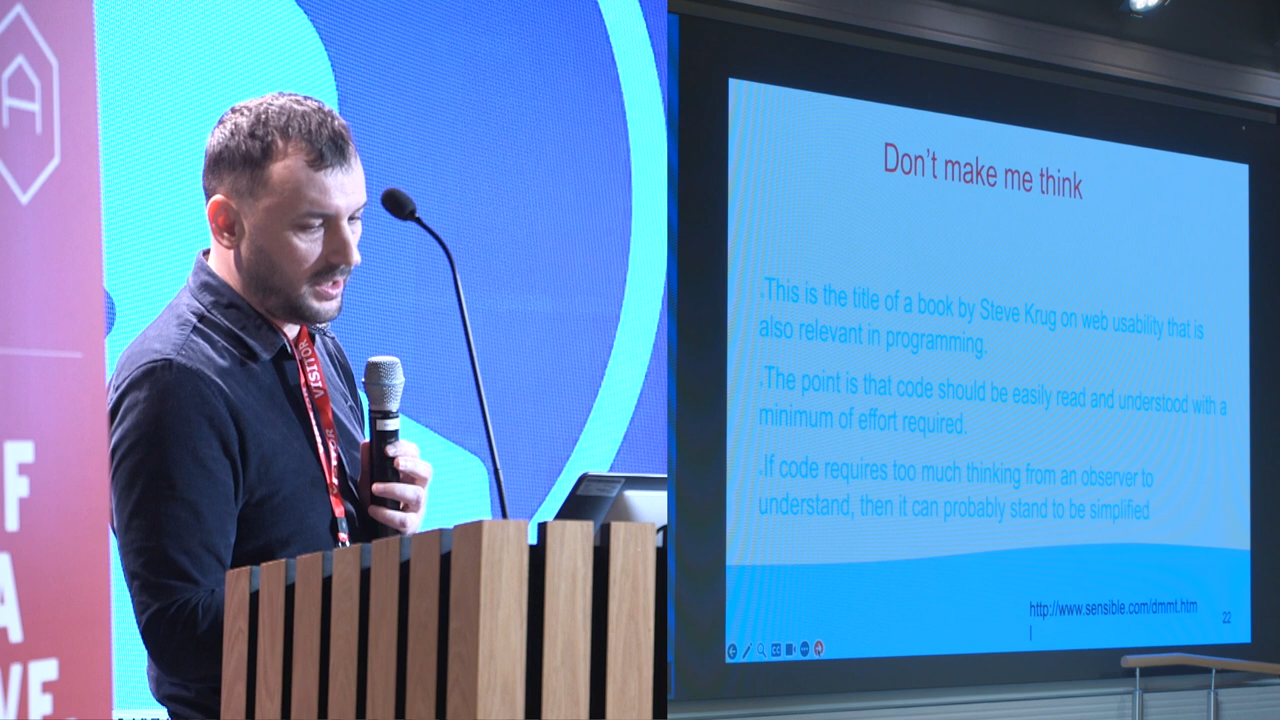 A
F
A
VE.
VISITOR
Don't make me think
.This is the title of a book by Steve Krug on web usability that is
also relevant in programming.
.The point is that code should be easily read and understood with a
minimum of effort required.
.If code requires too much thinking from an observer to
understand, then it can probably stand to be simplified
http://www.sensible.com/dmmt.htm
l
22